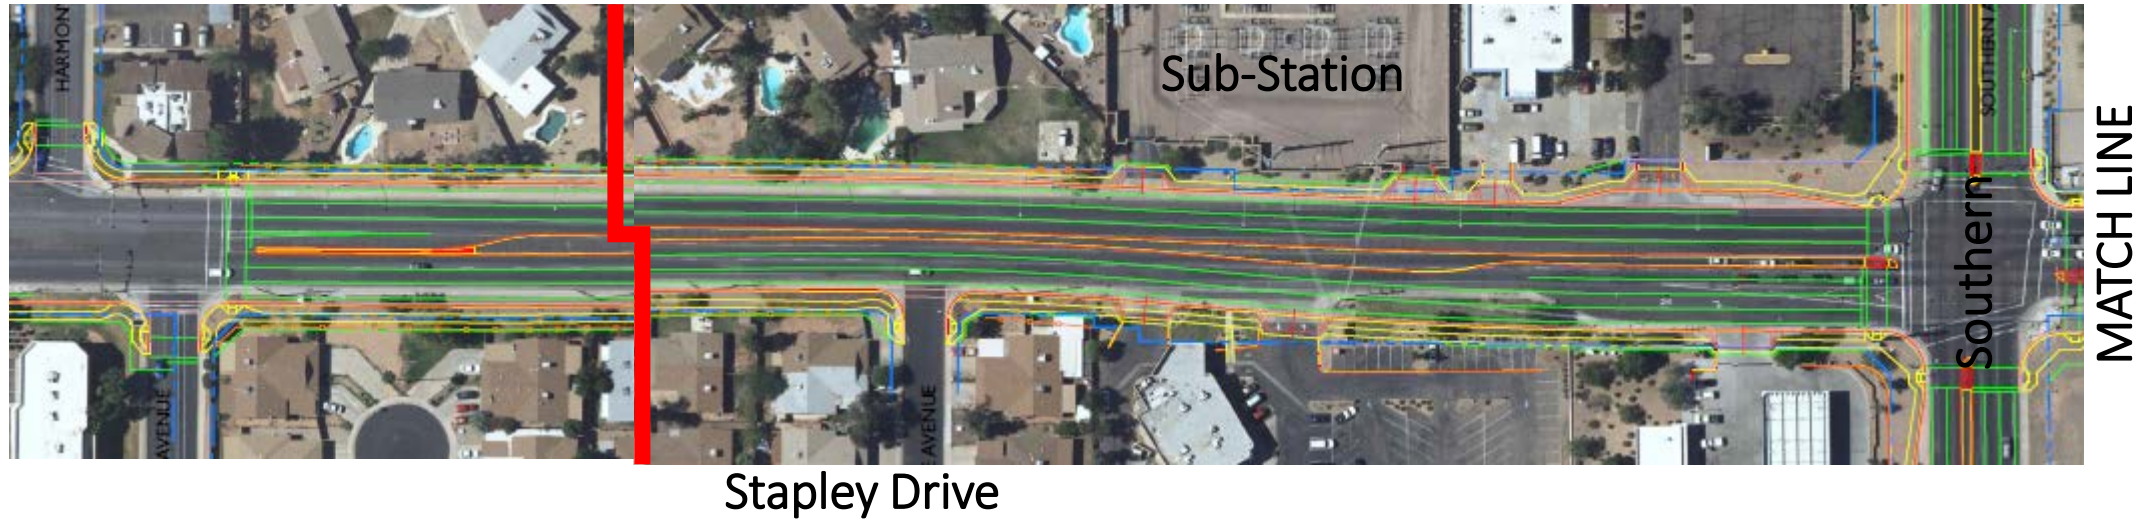 HARMON
Sub-Station
SOUTHERN A
Southern
MATCH LINE
AVENUE
E AVENUE
Stapley Drive